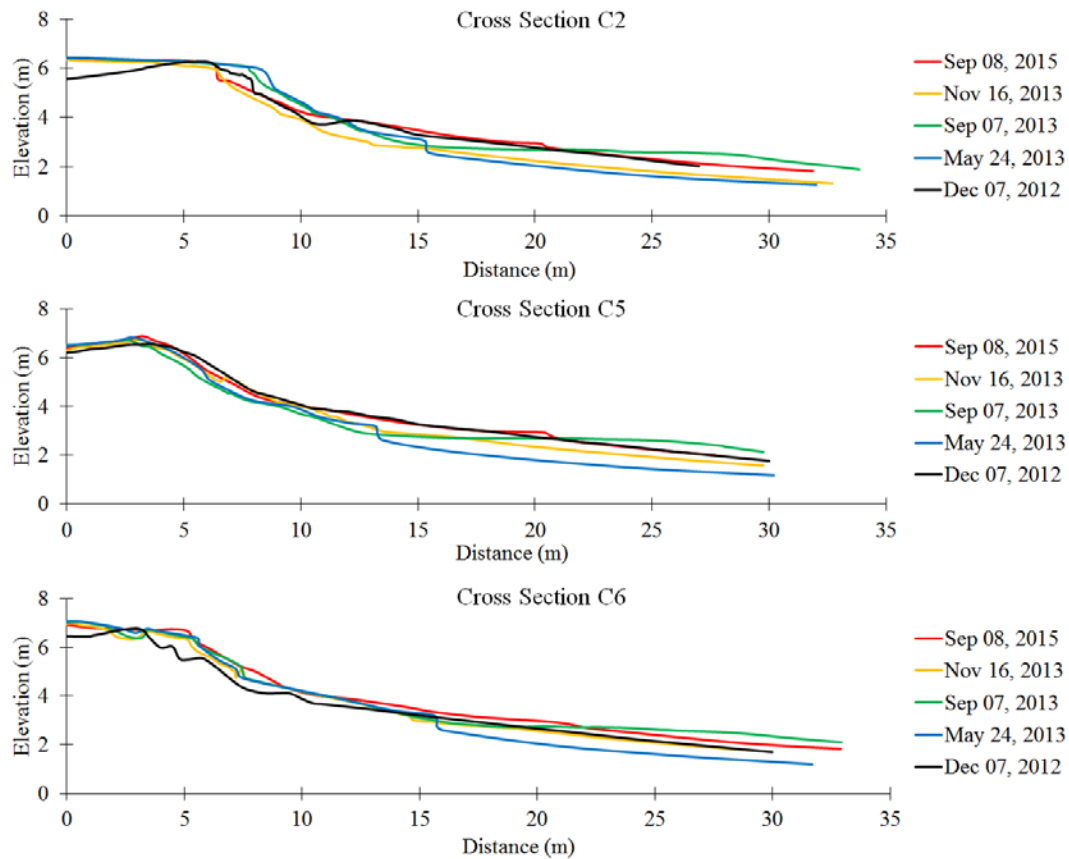 Cross Section C2
8
6
4
2
0
Elevation (m)
0 5 10 15 20 25 30 35
Distance (m)
Sep 08, 2015
Nov 16, 2013
Sep 07, 2013
May 24, 2013
Dec 07, 2012
Cross Section C5
8
6
4
2
0
Elevation (m)
0 5 10 15 20 25 30 35
Distance (m)
Sep 08, 2015
Nov 16, 2013
Sep 07, 2013
May 24, 2013
Dec 07, 2012
Cross Section C6
8
6
4
2
0
Elevation (m)
0 5 10 15 20 25 30 35
Distance (m)
Sep 08, 2015
Nov 16, 2013
Sep 07, 2013
May 24, 2013
Dec 07, 2012